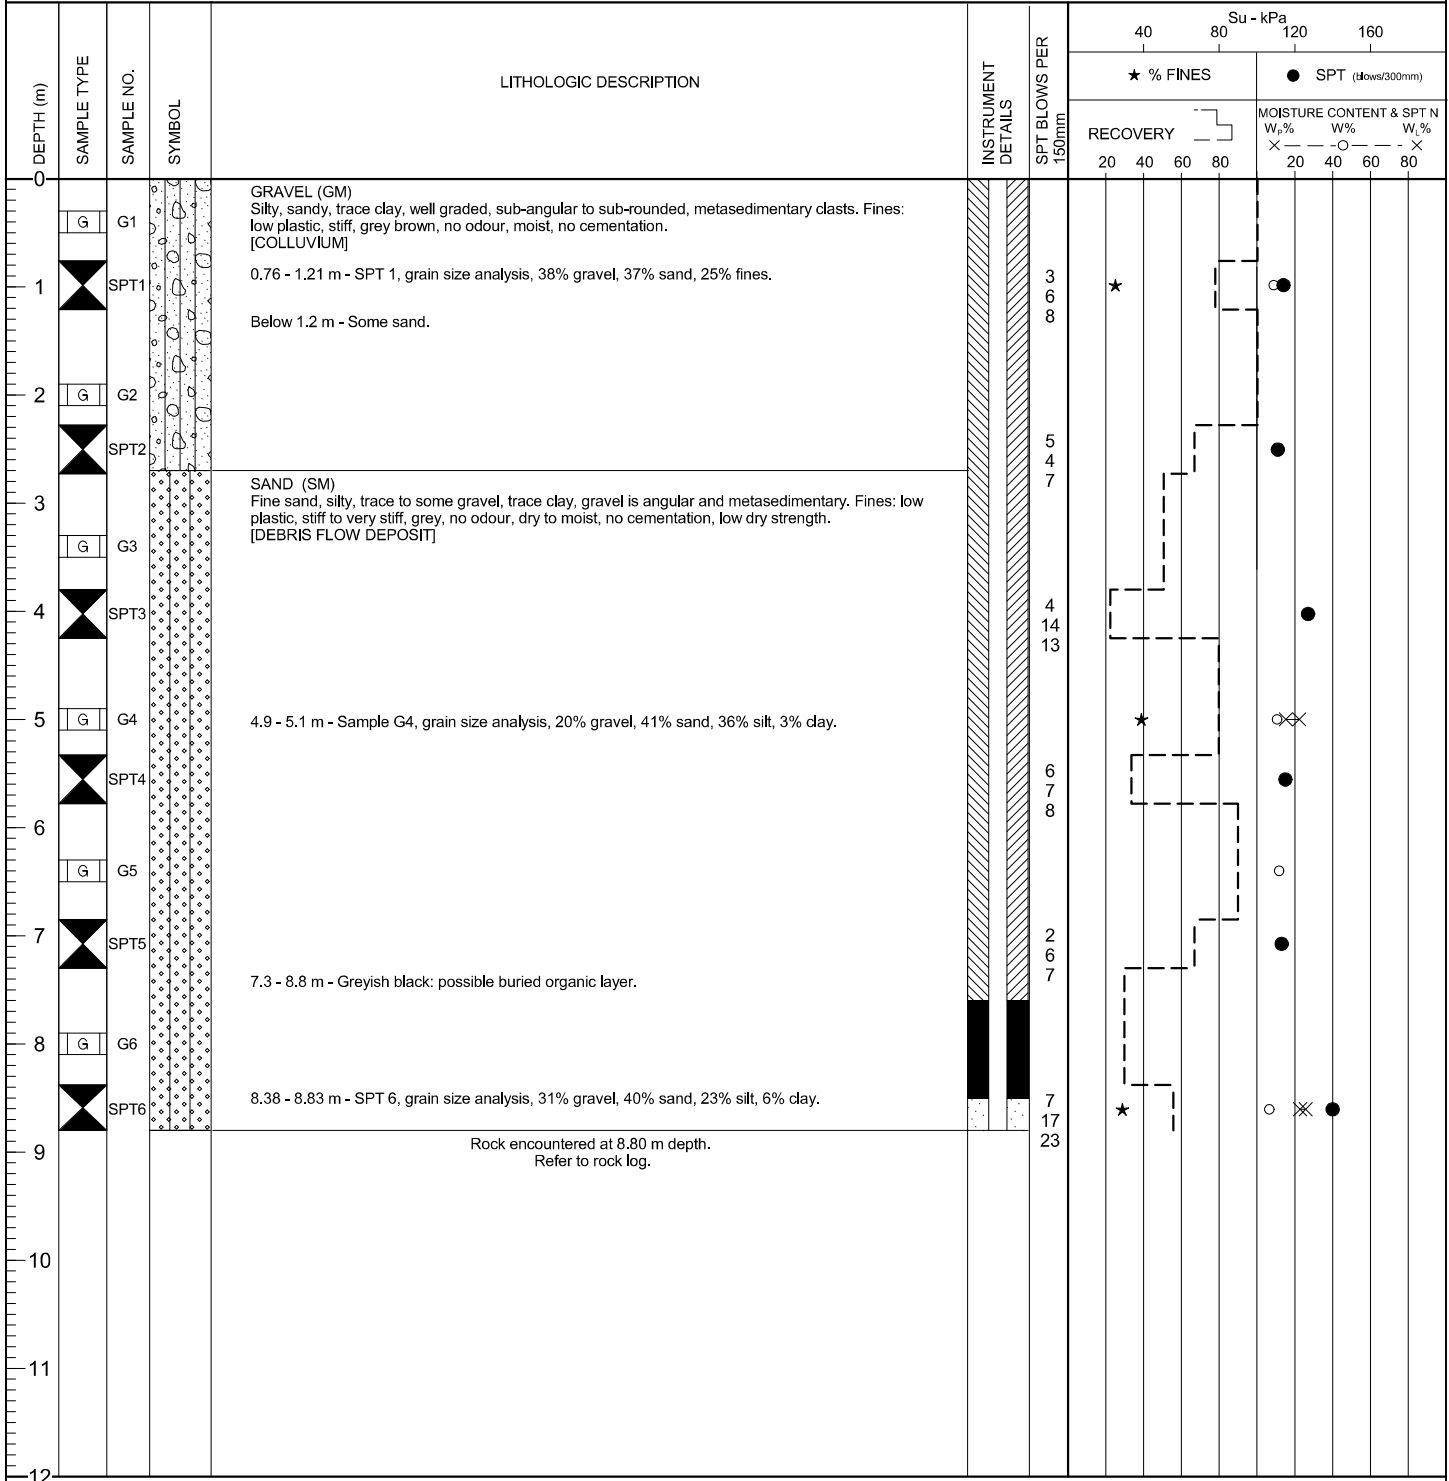 DEPTH (m)
SAMPLE TYPE
SAMPLE NO.
SYMBOL
LITHOLOGIC DESCRIPTION
INSTRUMENT
DETAILS
SPT BLOWS PER
150mm
Su - kPa
40 80 120 160
★ % FINES
● SPT (blows/300mm)
RECOVERY
MOISTURE CONTENT & SPT N
WP% W% WL%
20 40 60 80 20 40 60 80
0
GRAVEL (GM)
Silty, sandy, trace clay, well graded, sub-angular to sub-rounded, metasedimentary clasts. Fines:
low plastic, stiff, grey brown, no odour, moist, no cementation.
[COLLUVIUM]
G G1
0.76 - 1.21 m - SPT 1, grain size analysis, 38% gravel, 37% sand, 25% fines.
1
SPT1
3
6
8
Below 1.2 m - Some sand.
2
G G2
SPT2
5
4
7
SAND (SM)
Fine sand, silty, trace to some gravel, trace clay, gravel is angular and metasedimentary. Fines: low
plastic, stiff to very stiff, grey, no odour, dry to moist, no cementation, low dry strength.
[DEBRIS FLOW DEPOSIT]
3
G G3
4
SPT3
4
14
13
5
G G4
4.9 - 5.1 m - Sample G4, grain size analysis, 20% gravel, 41% sand, 36% silt, 3% clay.
SPT4
6
7
8
6
G G5
7
SPT5
2
6
7
7.3 - 8.8 m - Greyish black: possible buried organic layer.
8
G G6
8.38 - 8.83 m - SPT 6, grain size analysis, 31% gravel, 40% sand, 23% silt, 6% clay.
SPT6
7
17
23
Rock encountered at 8.80 m depth.
Refer to rock log.
9
10
11
12